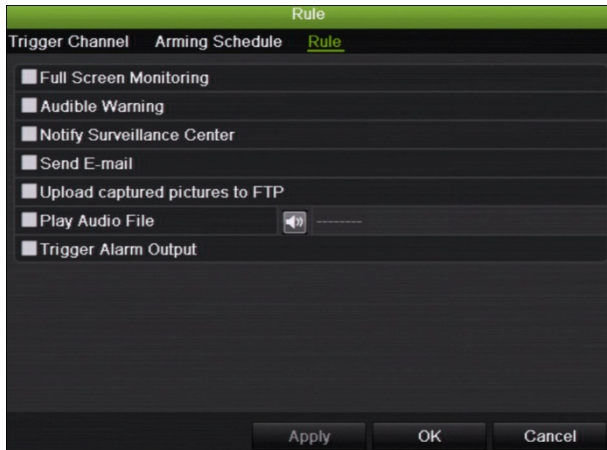 Rule
Trigger Channel Arming Schedule Rule
Full Screen Monitoring
Audible Warning
Notify Surveillance Center
Send E-mail
Upload captured pictures to FTP
Play Audio File --------
Trigger Alarm Output
Apply OK Cancel